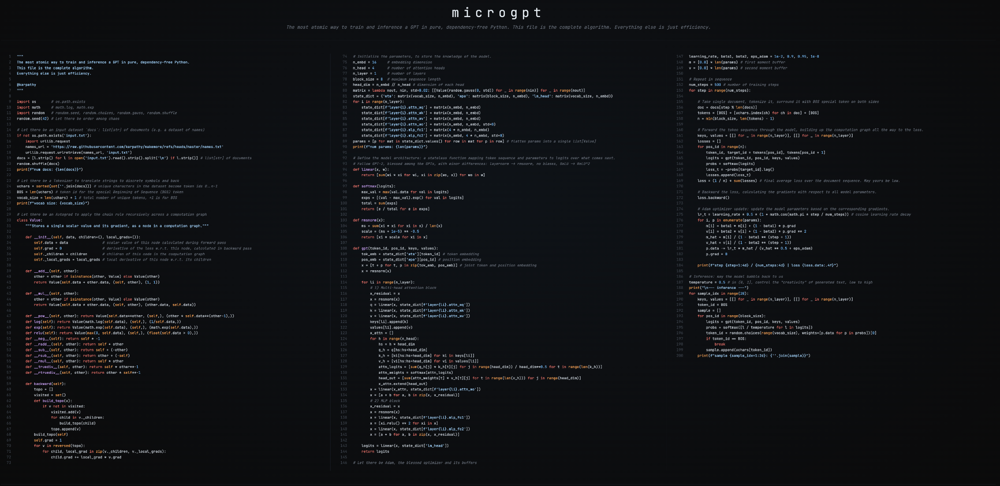 microgpt
The most atomic way to train and inference a GPT in pure, dependency-free Python. This file is the complete algorithm. Everything else is just efficiency.
1 """
2 The most atomic way to train and inference a GPT in pure, dependency-free Python.
3 This file is the complete algorithm.
4 Everything else is just efficiency.
5
6 @karpathy
7 """
8
9 import os       # os.path.exists
10 import math     # math.log, math.exp
11 import random   # random.seed, random.choices, random.gauss, random.shuffle
12 random.seed(42) # Let there be order among chaos
13
14 # Let there be an input dataset `docs`: list[str] of documents (e.g. a dataset of names)
15 if not os.path.exists('input.txt'):
16     import urllib.request
17     names_url = 'https://raw.githubusercontent.com/karpathy/makemore/refs/heads/master/names.txt'
18     urllib.request.urlretrieve(names_url, 'input.txt')
19 docs = [l.strip() for l in open('input.txt').read().strip().split('\n') if l.strip()] # list[str] of documents
20 random.shuffle(docs)
21 print(f"num docs: {len(docs)}")
22
23 # Let there be a Tokenizer to translate strings to discrete symbols and back
24 uchars = sorted(set(''.join(docs))) # unique characters in the dataset become token ids 0..n-1
25 BOS = len(uchars) # token id for the special Beginning of Sequence (BOS) token
26 vocab_size = len(uchars) + 1 # total number of unique tokens, +1 is for BOS
27 print(f"vocab size: {vocab_size}")
28
29 # Let there be an Autograd to apply the chain rule recursively across a computation graph
30 class Value:
31     """Stores a single scalar value and its gradient, as a node in a computation graph."""
32
33     def __init__(self, data, children=(), local_grads=()):
34         self.data = data                # scalar value of this node calculated during forward pass
35         self.grad = 0                   # derivative of the loss w.r.t. this node, calculated in backward pass
36         self._children = children       # children of this node in the computation graph
37         self._local_grads = local_grads # local derivative of this node w.r.t. its children
38
39     def __add__(self, other):
40         other = other if isinstance(other, Value) else Value(other)
41         return Value(self.data + other.data, (self, other), (1, 1))
42
43     def __mul__(self, other):
44         other = other if isinstance(other, Value) else Value(other)
45         return Value(self.data * other.data, (self, other), (other.data, self.data))
46
47     def __pow__(self, other): return Value(self.data**other, (self,), (other * self.data**(other-1),))
48     def log(self): return Value(math.log(self.data), (self,), (1/self.data,))
49     def exp(self): return Value(math.exp(self.data), (self,), (math.exp(self.data),))
50     def relu(self): return Value(max(0, self.data), (self,), (float(self.data > 0),))
51     def __neg__(self): return self * -1
52     def __radd__(self, other): return self + other
53     def __sub__(self, other): return self + (-other)
54     def __rsub__(self, other): return other + (-self)
55     def __rmul__(self, other): return self * other
56     def __truediv__(self, other): return self * other**-1
57     def __rtruediv__(self, other): return other * self**-1
58
59     def backward(self):
60         topo = []
61         visited = set()
62         def build_topo(v):
63             if v not in visited:
64                 visited.add(v)
65                 for child in v._children:
66                     build_topo(child)
67                 topo.append(v)
68         build_topo(self)
69         self.grad = 1
70         for v in reversed(topo):
71             for child, local_grad in zip(v._children, v._local_grads):
72                 child.grad += local_grad * v.grad
73
74 # Initialize the parameters, to store the knowledge of the model.
75 n_embd = 16     # embedding dimension
76 n_head = 4      # number of attention heads
77 n_layer = 1     # number of layers
78 block_size = 8  # maximum sequence length
79 head_dim = n_embd // n_head # dimension of each head
80 matrix = lambda nout, nin, std=0.02: [[Value(random.gauss(0, std)) for _ in range(nin)] for _ in range(nout)]
81 state_dict = {'wte': matrix(vocab_size, n_embd), 'wpe': matrix(block_size, n_embd), 'lm_head': matrix(vocab_size, n_embd)}
82 for i in range(n_layer):
83     state_dict[f'layer{i}.attn_wq'] = matrix(n_embd, n_embd)
84     state_dict[f'layer{i}.attn_wk'] = matrix(n_embd, n_embd)
85     state_dict[f'layer{i}.attn_wv'] = matrix(n_embd, n_embd)
86     state_dict[f'layer{i}.attn_wo'] = matrix(n_embd, n_embd, std=0)
87     state_dict[f'layer{i}.mlp_fc1'] = matrix(4 * n_embd, n_embd)
88     state_dict[f'layer{i}.mlp_fc2'] = matrix(n_embd, 4 * n_embd, std=0)
89 params = [p for mat in state_dict.values() for row in mat for p in row] # flatten params into a single list[Value]
90 print(f"num params: {len(params)}")
91
92 # Define the model architecture: a stateless function mapping token sequence and parameters to logits over what comes next.
93 # Follow GPT-2, blessed among the GPTs, with minor differences: layernorm -> rmsnorm, no biases, GeLU -> ReLU^2
94 def linear(x, w):
95     return [sum(wi * xi for wi, xi in zip(wo, x)) for wo in w]
96
97 def softmax(logits):
98     max_val = max(val.data for val in logits)
99     exps = [(val - max_val).exp() for val in logits]
100     total = sum(exps)
101     return [e / total for e in exps]
102
103 def rmsnorm(x):
104     ms = sum(xi * xi for xi in x) / len(x)
105     scale = (ms + 1e-5) ** -0.5
106     return [xi * scale for xi in x]
107
108 def gpt(token_id, pos_id, keys, values):
109     tok_emb = state_dict['wte'][token_id] # token embedding
110     pos_emb = state_dict['wpe'][pos_id] # position embedding
111     x = [t + p for t, p in zip(tok_emb, pos_emb)] # joint token and position embedding
112     x = rmsnorm(x)
113
114     for li in range(n_layer):
115         # 1) Multi-head attention block
116         x_residual = x
117         x = rmsnorm(x)
118         q = linear(x, state_dict[f'layer{li}.attn_wq'])
119         k = linear(x, state_dict[f'layer{li}.attn_wk'])
120         v = linear(x, state_dict[f'layer{li}.attn_wv'])
121         keys[li].append(k)
122         values[li].append(v)
123         x_attn = []
124         for h in range(n_head):
125             hs = h * head_dim
126             q_h = q[hs:hs+head_dim]
127             k_h = [ki[hs:hs+head_dim] for ki in keys[li]]
128             v_h = [vi[hs:hs+head_dim] for vi in values[li]]
129             attn_logits = [sum(q_h[j] * k_h[t][j] for j in range(head_dim)) / head_dim**0.5 for t in range(len(k_h))]
130             attn_weights = softmax(attn_logits)
131             head_out = [sum(attn_weights[t] * v_h[t][j] for t in range(len(v_h))) for j in range(head_dim)]
132             x_attn.extend(head_out)
133         x = linear(x_attn, state_dict[f'layer{li}.attn_wo'])
134         x = [a + b for a, b in zip(x, x_residual)]
135         # 2) MLP block
136         x_residual = x
137         x = rmsnorm(x)
138         x = linear(x, state_dict[f'layer{li}.mlp_fc1'])
139         x = [xi.relu() ** 2 for xi in x]
140         x = linear(x, state_dict[f'layer{li}.mlp_fc2'])
141         x = [a + b for a, b in zip(x, x_residual)]
142
143     logits = linear(x, state_dict['lm_head'])
144     return logits
145
146 # Let there be Adam, the blessed optimizer and its buffers
147 learning_rate, beta1, beta2, eps_adam = 1e-2, 0.9, 0.95, 1e-8
148 m = [0.0] * len(params) # first moment buffer
149 v = [0.0] * len(params) # second moment buffer
150
151 # Repeat in sequence
152 num_steps = 500 # number of training steps
153 for step in range(num_steps):
154
155     # Take single document, tokenize it, surround it with BOS special token on both sides
156     doc = docs[step % len(docs)]
157     tokens = [BOS] + [uchars.index(ch) for ch in doc] + [BOS]
158     n = min(block_size, len(tokens) - 1)
159
160     # Forward the token sequence through the model, building up the computation graph all the way to the loss.
161     keys, values = [[] for _ in range(n_layer)], [[] for _ in range(n_layer)]
162     losses = []
163     for pos_id in range(n):
164         token_id, target_id = tokens[pos_id], tokens[pos_id + 1]
165         logits = gpt(token_id, pos_id, keys, values)
166         probs = softmax(logits)
167         loss_t = -probs[target_id].log()
168         losses.append(loss_t)
169     loss = (1 / n) * sum(losses) # final average loss over the document sequence. May yours be low.
170
171     # Backward the loss, calculating the gradients with respect to all model parameters.
172     loss.backward()
173
174     # Adam optimizer update: update the model parameters based on the corresponding gradients.
175     lr_t = learning_rate * 0.5 * (1 + math.cos(math.pi * step / num_steps)) # cosine learning rate decay
176     for i, p in enumerate(params):
177         m[i] = beta1 * m[i] + (1 - beta1) * p.grad
178         v[i] = beta2 * v[i] + (1 - beta2) * p.grad ** 2
179         m_hat = m[i] / (1 - beta1 ** (step + 1))
180         v_hat = v[i] / (1 - beta2 ** (step + 1))
181         p.data -= lr_t * m_hat / (v_hat ** 0.5 + eps_adam)
182         p.grad = 0
183
184     print(f"step {step+1:4d} / {num_steps:4d} | loss {loss.data:.4f}")
185
186 # Inference: may the model babble back to us
187 temperature = 0.5 # in (0, 1], control the "creativity" of generated text, low to high
188 print("\n--- inference ---")
189 for sample_idx in range(20):
190     keys, values = [[] for _ in range(n_layer)], [[] for _ in range(n_layer)]
191     token_id = BOS
192     sample = []
193     for pos_id in range(block_size):
194         logits = gpt(token_id, pos_id, keys, values)
195         probs = softmax([l / temperature for l in logits])
196         token_id = random.choices(range(vocab_size), weights=[p.data for p in probs])[0]
197         if token_id == BOS:
198             break
199         sample.append(uchars[token_id])
200     print(f"sample {sample_idx+1:2d}: {''.join(sample)}")